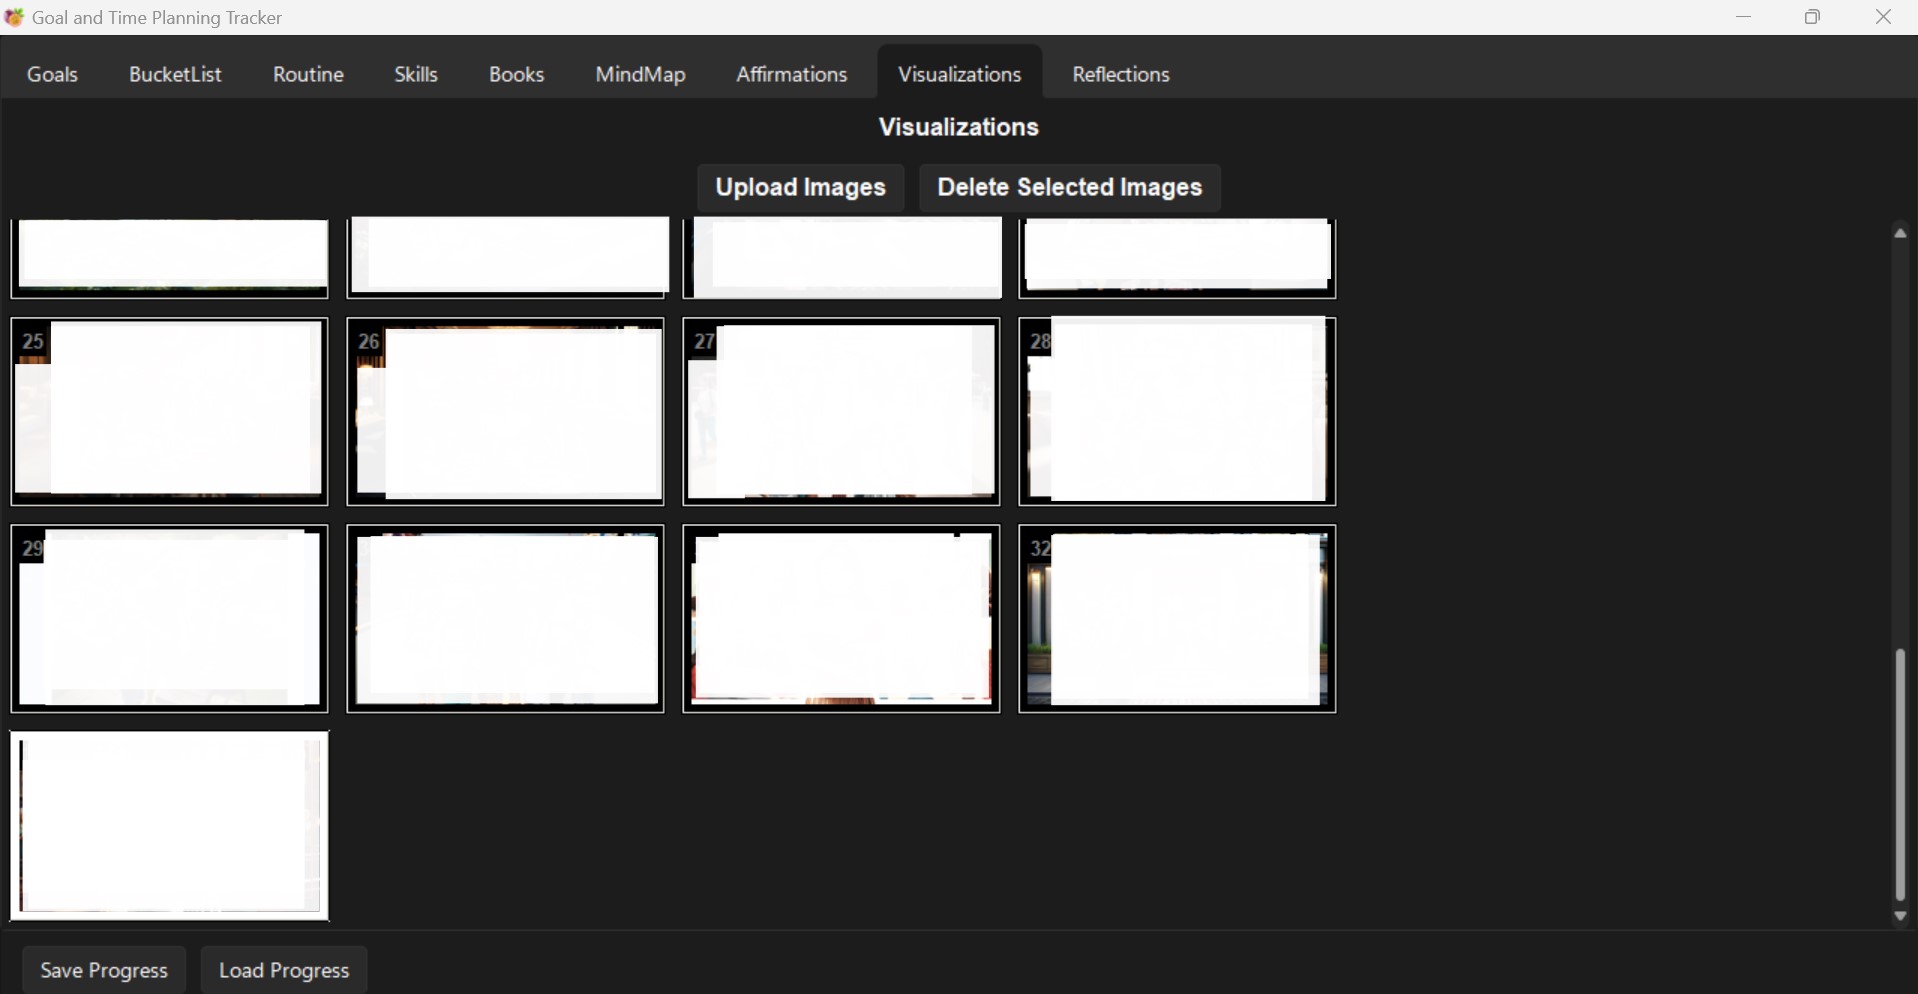 Goal and Time Planning Tracker
Goals BucketList Routine Skills Books MindMap Affirmations Visualizations Reflections
Visualizations
Upload Images Delete Selected Images
25 26 27 28
29 32
Save Progress Load Progress